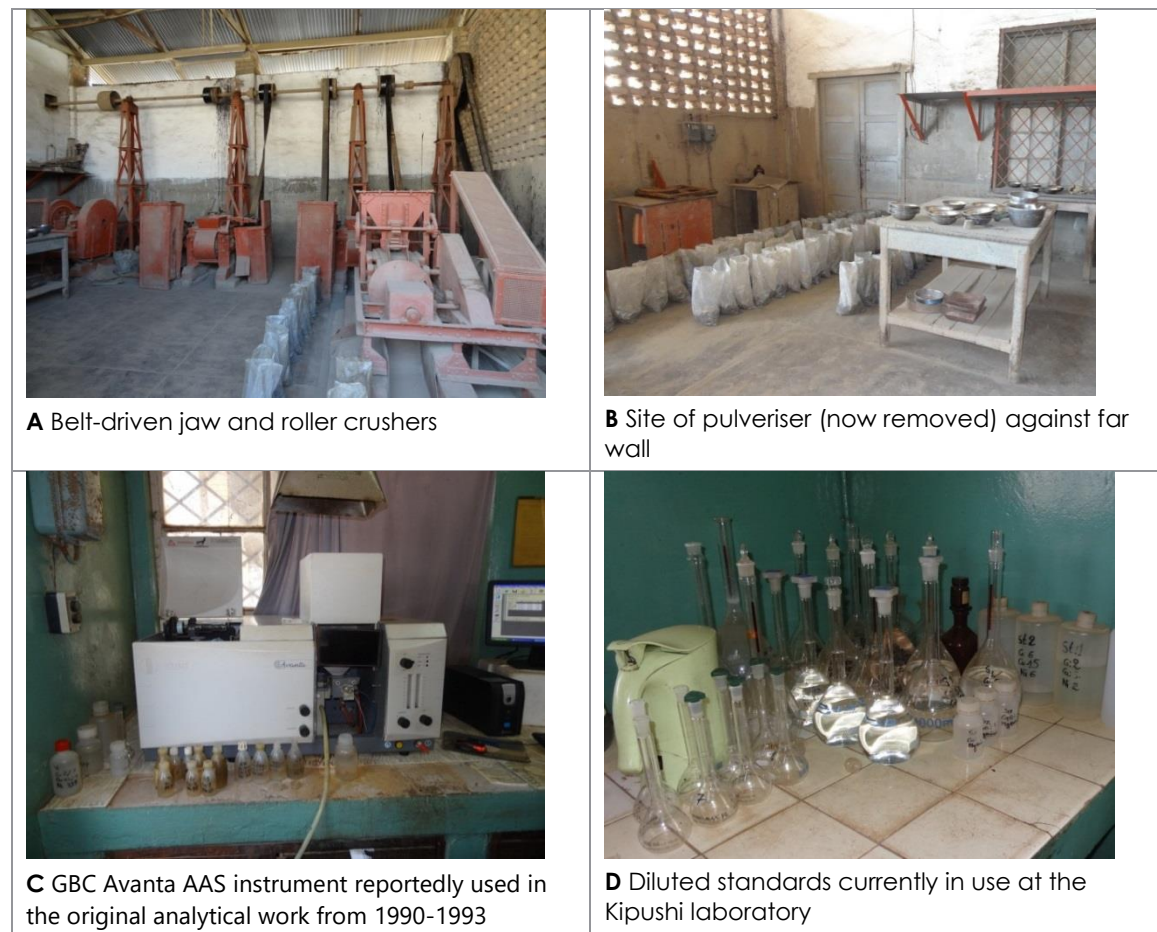 A Belt-driven jaw and roller crushers
B Site of pulveriser (now removed) against far
wall
C GBC Avanta AAS instrument reportedly used in
the original analytical work from 1990-1993
D Diluted standards currently in use at the
Kipushi laboratory